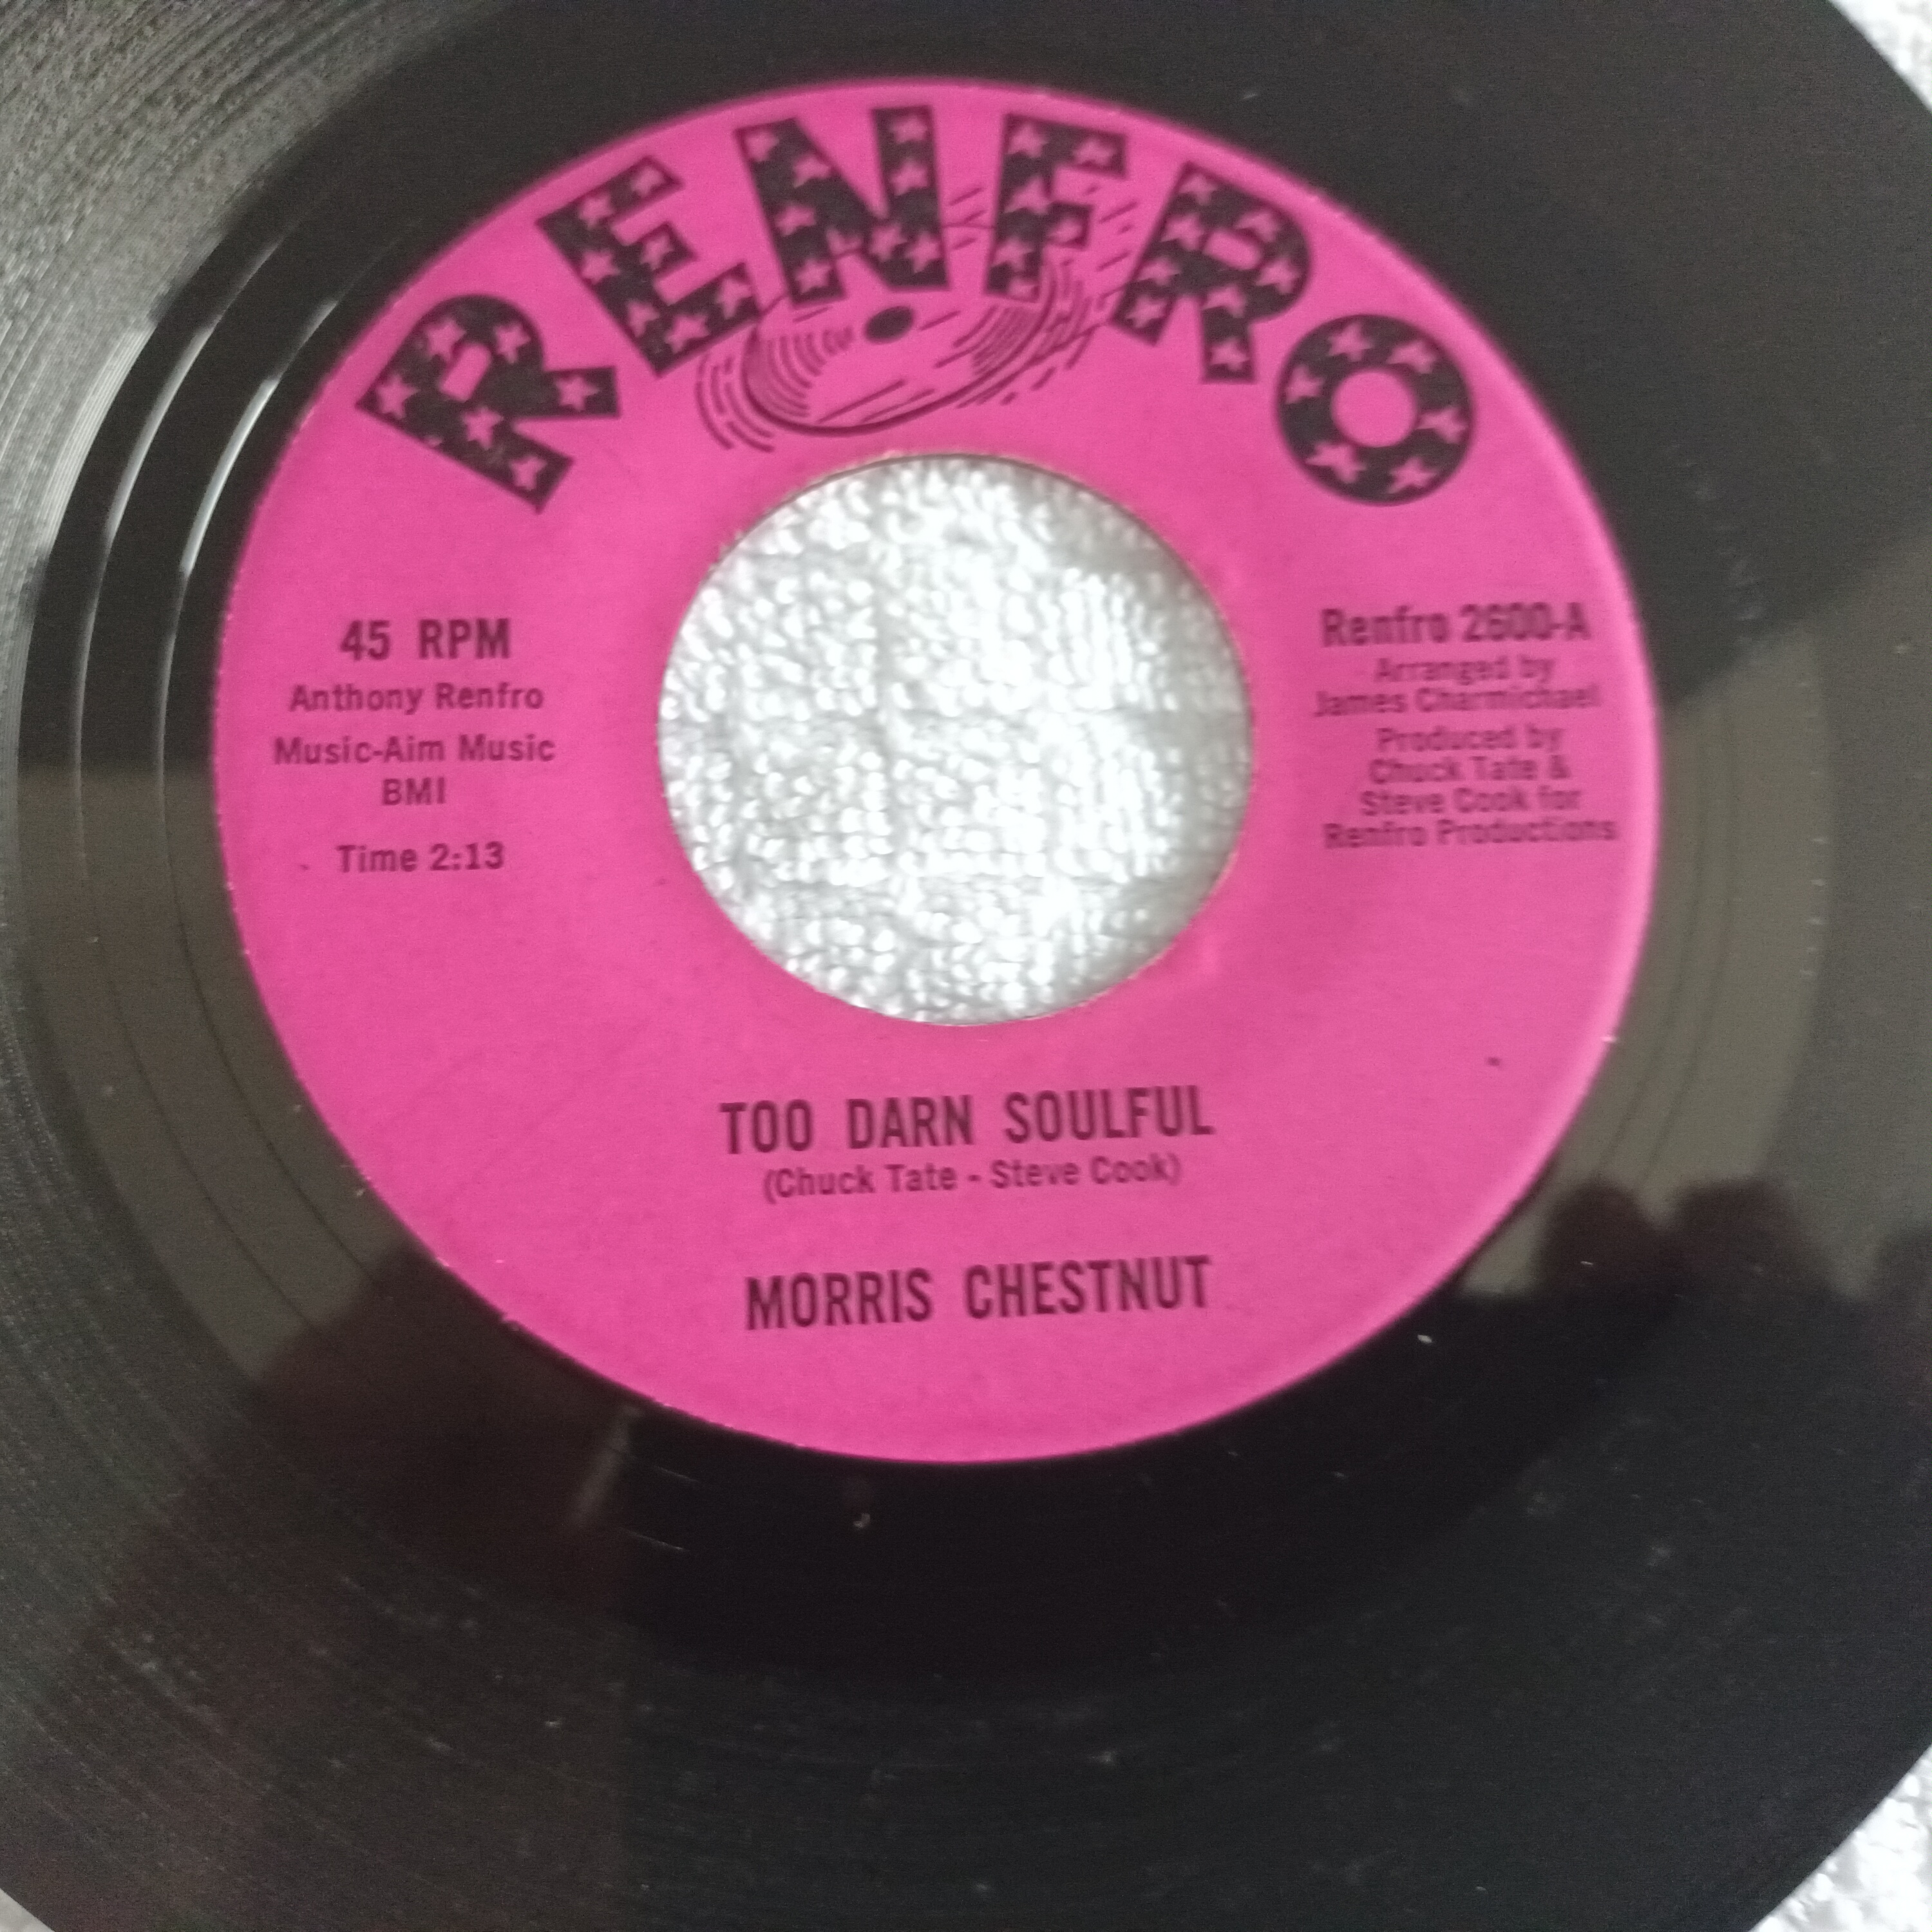 RENFRO
45 RPM
Anthony Renfro
Music-Aim Music
BMI
Time 2:13
Renfro 2600-A
Arranged by
James Charmichael
Produced by
Chuck Tate &
Steve Cook for
Renfro Productions
TOO DARN SOULFUL
(Chuck Tate - Steve Cook)
MORRIS CHESTNUT